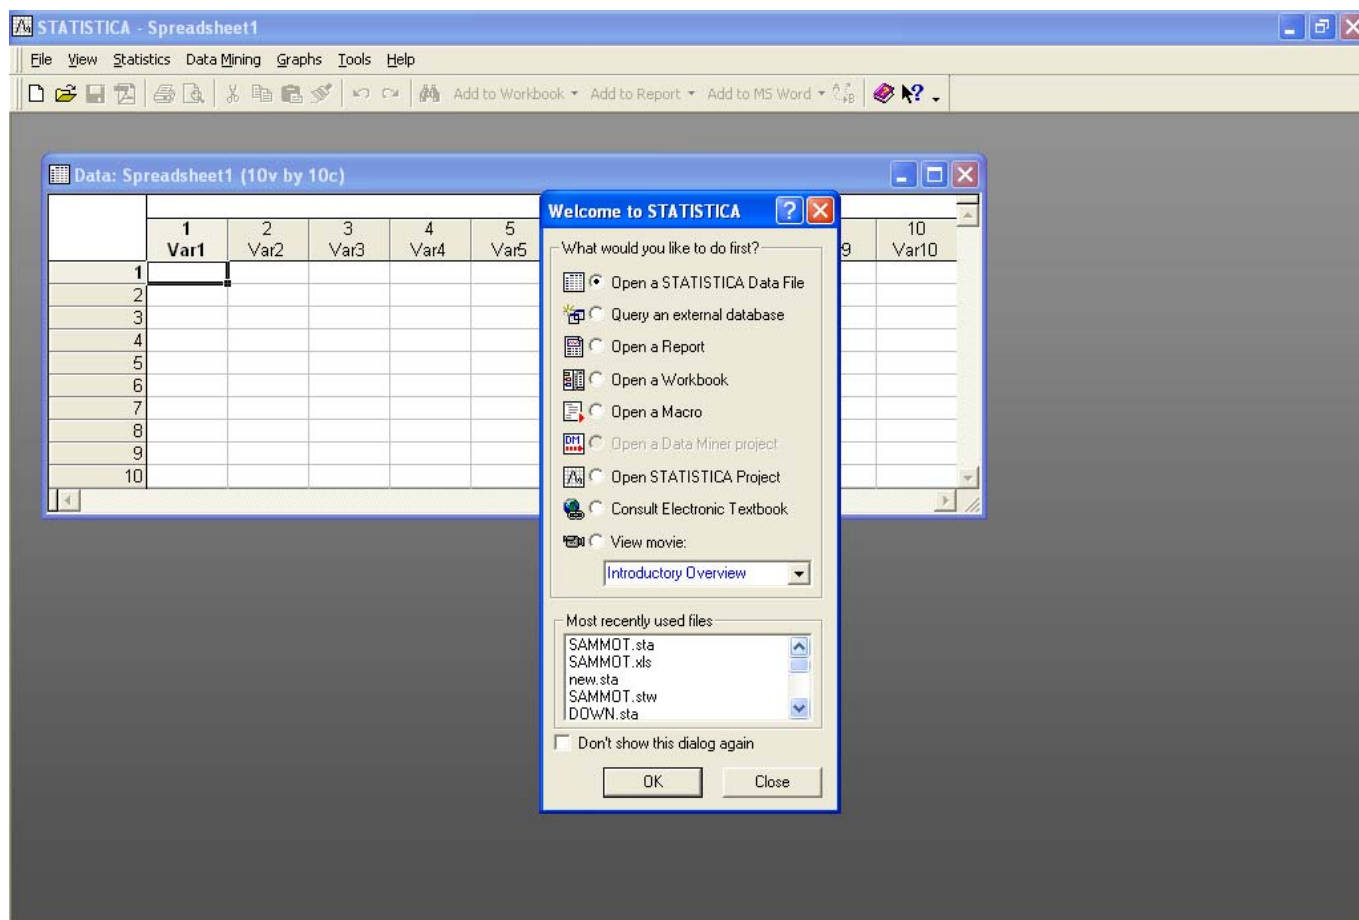 STATISTICA - Spreadsheet1
File View Statistics Data Mining Graphs Tools Help
Add to Workbook Add to Report Add to MS Word
Data: Spreadsheet1 (10v by 10c)
1 2 3 4 5 10
Var1 Var2 Var3 Var4 Var5 9 Var10
1
2
3
4
5
6
7
8
9
10
Welcome to STATISTICA
What would you like to do first?
Open a STATISTICA Data File
Query an external database
Open a Report
Open a Workbook
Open a Macro
DM Open a Data Miner project
Open STATISTICA Project
Consult Electronic Textbook
View movie:
Introductory Overview
Most recently used files
SAMMOT.sta
SAMMOT.xls
new.sta
SAMMOT.stw
DOWN.sta
Don't show this dialog again
OK Close